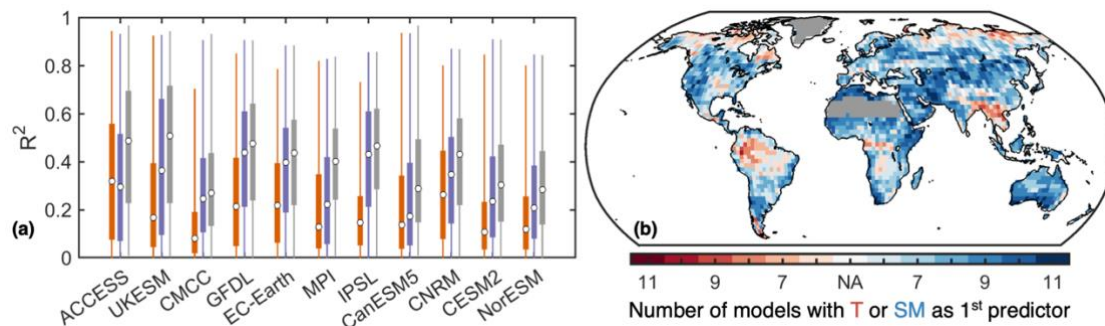 1
0.8
0.6
0.4
0.2
0
R²
(a)
ACCESS
UKESM
CMCC
GFDL
EC-Earth
MPI
IPSL
CanESM5
CNRM
CESM2
NorESM
(b)
11 9 7 NA 7 9 11
Number of models with T or SM as 1st predictor